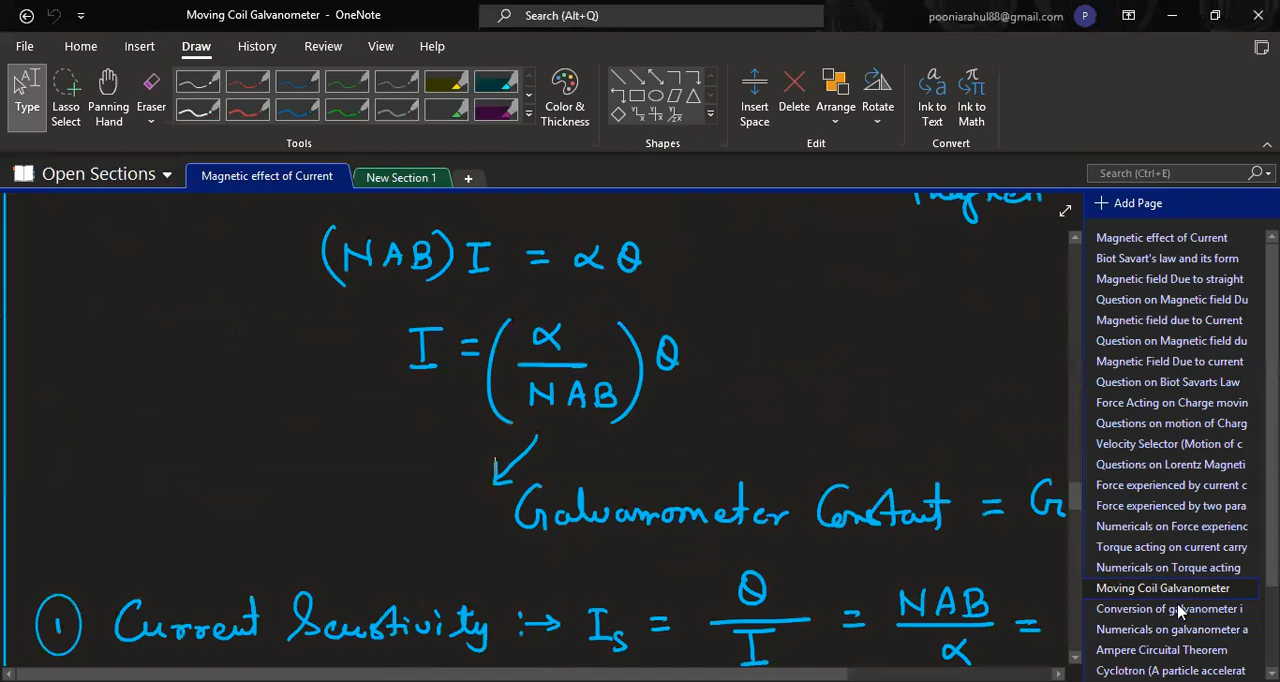 Moving Coil Galvanometer - OneNote
Search (Alt+Q)
pooniarahul88@gmail.com
P
File Home Insert Draw History Review View Help
Type
Lasso Select
Panning Hand
Eraser
Color & Thickness
Insert Space
Delete
Arrange
Rotate
Ink to Text
Ink to Math
Tools
Shapes
Edit
Convert
Open Sections
Magnetic effect of Current
New Section 1
+
Search (Ctrl+E)
Add Page
(NAB) I = αθ
I = (α / NAB) θ
Galvanometer Constant = G
① Current Senstivity :→ Is = θ / I = NAB / α =
Magnetic effect of Current
Biot Savart's law and its form
Magnetic field Due to straight
Question on Magnetic field Du
Magnetic field due to Current
Question on Magnetic field du
Magnetic Field Due to current
Question on Biot Savarts Law
Force Acting on Charge movin
Questions on motion of Charg
Velocity Selector (Motion of c
Questions on Lorentz Magneti
Force experienced by current c
Force experienced by two para
Numericals on Force experienc
Torque acting on current carry
Numericals on Torque acting
Moving Coil Galvanometer
Conversion of galvanometer i
Numericals on galvanometer a
Ampere Circuital Theorem
Cyclotron (A particle accelerat